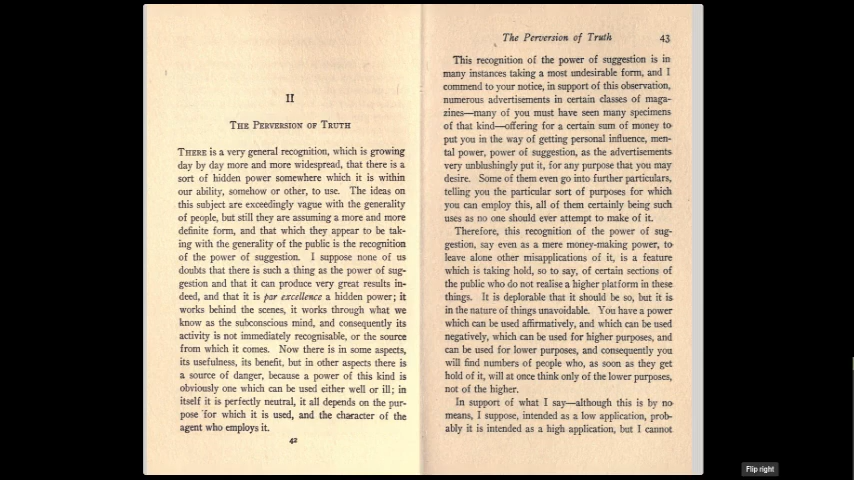 II
THE PERVERSION OF TRUTH
THERE is a very general recognition, which is growing
day by day more and more widespread, that there is a
sort of hidden power somewhere which it is within
our ability, somehow or other, to use. The ideas on
this subject are exceedingly vague with the generality
of people, but still they are assuming a more and more
definite form, and that which they appear to be tak-
ing with the generality of the public is the recognition
of the power of suggestion. I suppose none of us
doubts that there is such a thing as the power of sug-
gestion and that it can produce very great results in-
deed, and that it is par excellence a hidden power; it
works behind the scenes, it works through what we
know as the subconscious mind, and consequently its
activity is not immediately recognisable, or the source
from which it comes. Now there is in some aspects,
its usefulness, its benefit, but in other aspects there is
a source of danger, because a power of this kind is
obviously one which can be used either well or ill; in
itself it is perfectly neutral, it all depends on the pur-
pose for which it is used, and the character of the
agent who employs it.
42
The Perversion of Truth 43
This recognition of the power of suggestion is in
many instances taking a most undesirable form, and I
commend to your notice, in support of this observation,
numerous advertisements in certain classes of maga-
zines—many of you must have seen many specimens
of that kind—offering for a certain sum of money to
put you in the way of getting personal influence, men-
tal power, power of suggestion, as the advertisements
very unblushingly put it, for any purpose that you may
desire. Some of them even go into further particulars,
telling you the particular sort of purposes for which
you can employ this, all of them certainly being such
uses as no one should ever attempt to make of it.
Therefore, this recognition of the power of sug-
gestion, say even as a mere money-making power, to
leave alone other misapplications of it, is a feature
which is taking hold, so to say, of certain sections of
the public who do not realise a higher platform in these
things. It is deplorable that it should be so, but it is
in the nature of things unavoidable. You have a power
which can be used affirmatively, and which can be used
negatively, which can be used for higher purposes, and
can be used for lower purposes, and consequently you
will find numbers of people who, as soon as they get
hold of it, will at once think only of the lower purposes,
not of the higher.
In support of what I say—although this is by no
means, I suppose, intended as a low application, prob-
ably it is intended as a high application, but I cannot
Flip right